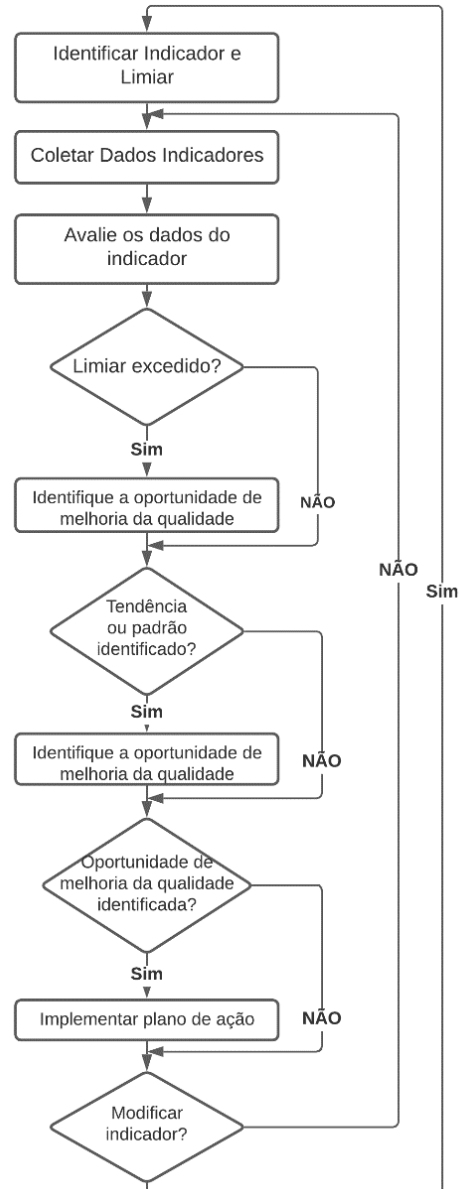 Identificar Indicador e
Limiar
Coletar Dados Indicadores
Avalie os dados do
indicador
Limiar excedido?
Sim
Identifique a oportunidade de
melhoria da qualidade
NÃO
NÃO
Sim
Tendência
ou padrão
identificado?
Sim
Identifique a oportunidade de
melhoria da qualidade
NÃO
Oportunidade de
melhoria da qualidade
identificada?
Sim
Implementar plano de ação
NÃO
Modificar
indicador?